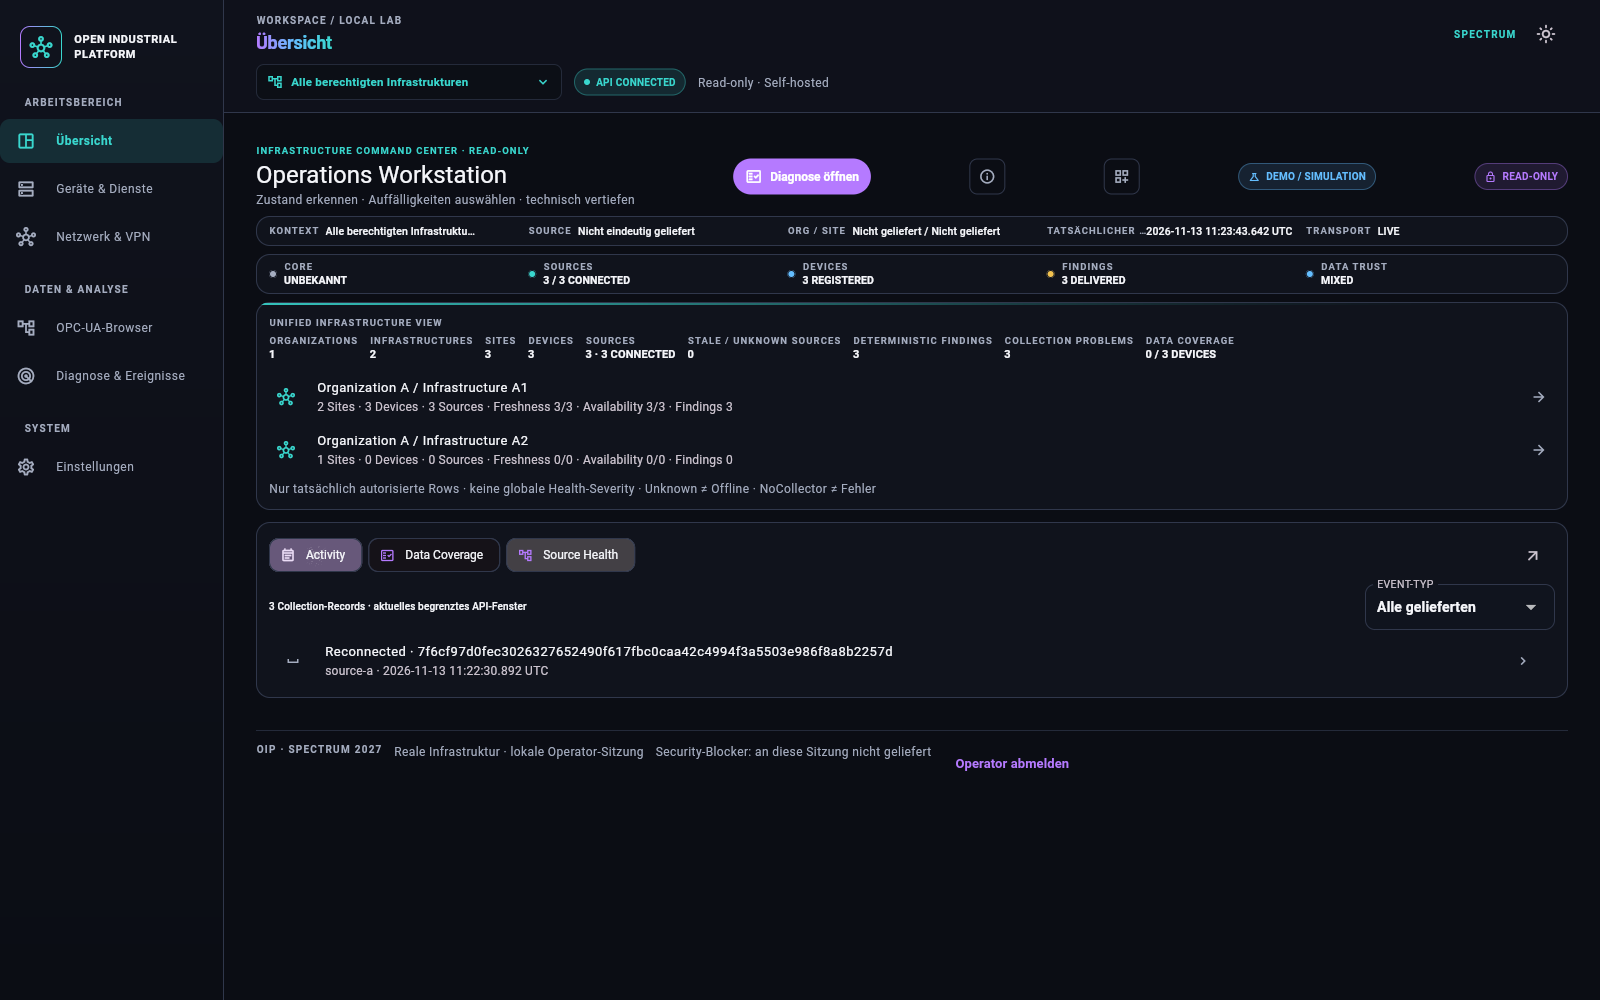 OPEN INDUSTRIAL
PLATFORM
ARBEITSBEREICH
Übersicht
Geräte & Dienste
Netzwerk & VPN
DATEN & ANALYSE
OPC-UA-Browser
Diagnose & Ereignisse
SYSTEM
Einstellungen
WORKSPACE / LOCAL LAB
Übersicht
SPECTRUM
Alle berechtigten Infrastrukturen
API CONNECTED
Read-only · Self-hosted
INFRASTRUCTURE COMMAND CENTER · READ-ONLY
Operations Workstation
Zustand erkennen · Auffälligkeiten auswählen · technisch vertiefen
Diagnose öffnen
DEMO / SIMULATION
READ-ONLY
KONTEXT Alle berechtigten Infrastruktu…
SOURCE Nicht eindeutig geliefert
ORG / SITE Nicht geliefert / Nicht geliefert
TATSÄCHLICHER …2026-11-13 11:23:43.642 UTC
TRANSPORT LIVE
CORE
UNBEKANNT
SOURCES
3 / 3 CONNECTED
DEVICES
3 REGISTERED
FINDINGS
3 DELIVERED
DATA TRUST
MIXED
UNIFIED INFRASTRUCTURE VIEW
ORGANIZATIONS
1
INFRASTRUCTURES
2
SITES
3
DEVICES
3
SOURCES
3 · 3 CONNECTED
STALE / UNKNOWN SOURCES
0
DETERMINISTIC FINDINGS
3
COLLECTION PROBLEMS
3
DATA COVERAGE
0 / 3 DEVICES
Organization A / Infrastructure A1
2 Sites · 3 Devices · 3 Sources · Freshness 3/3 · Availability 3/3 · Findings 3
Organization A / Infrastructure A2
1 Sites · 0 Devices · 0 Sources · Freshness 0/0 · Availability 0/0 · Findings 0
Nur tatsächlich autorisierte Rows · keine globale Health-Severity · Unknown ≠ Offline · NoCollector ≠ Fehler
Activity
Data Coverage
Source Health
3 Collection-Records · aktuelles begrenztes API-Fenster
EVENT-TYP
Alle gelieferten
Reconnected · 7f6cf97d0fec3026327652490f617fbc0caa42c4994f3a5503e986f8a8b2257d
source-a · 2026-11-13 11:22:30.892 UTC
OIP · SPECTRUM 2027
Reale Infrastruktur · lokale Operator-Sitzung
Security-Blocker: an diese Sitzung nicht geliefert
Operator abmelden